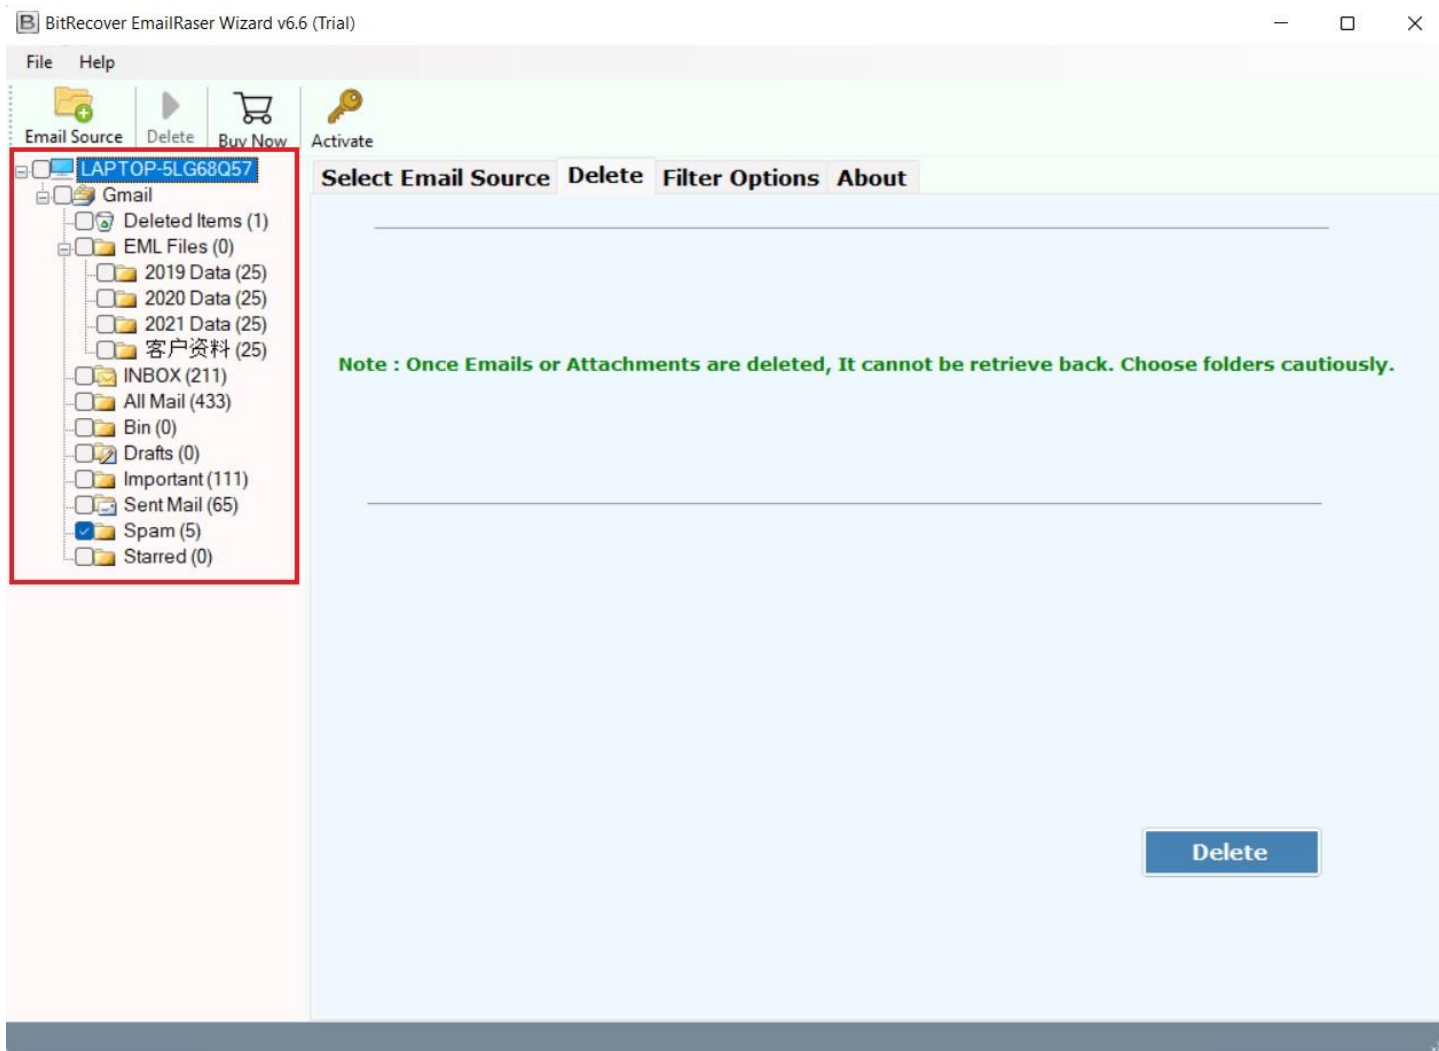 BitRecover EmailRaser Wizard v6.6 (Trial)
File Help
Email Source Delete Buy Now Activate
LAPTOP-5LG68Q57
Gmail
Deleted Items (1)
EML Files (0)
2019 Data (25)
2020 Data (25)
2021 Data (25)
客户资料 (25)
INBOX (211)
All Mail (433)
Bin (0)
Drafts (0)
Important (111)
Sent Mail (65)
Spam (5)
Starred (0)
Select Email Source Delete Filter Options About
Note : Once Emails or Attachments are deleted, It cannot be retrieve back. Choose folders cautiously.
Delete